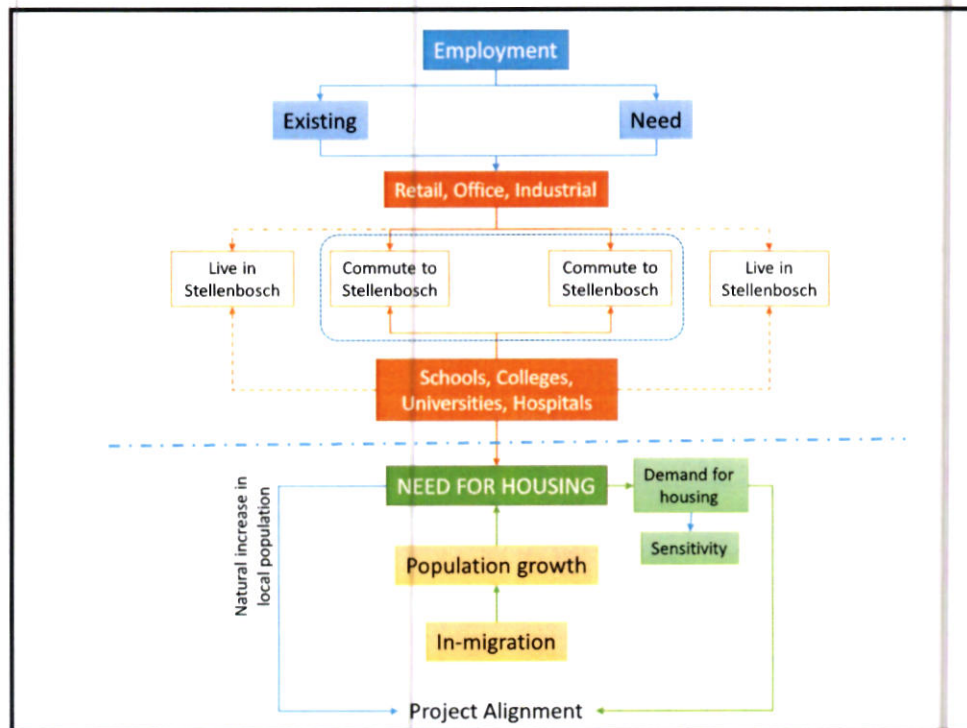 Employment
Existing
Need
Retail, Office, Industrial
Live in
Stellenbosch
Commute to
Stellenbosch
Commute to
Stellenbosch
Live in
Stellenbosch
Schools, Colleges,
Universities, Hospitals
Natural increase in
local population
NEED FOR HOUSING
Demand for
housing
Sensitivity
Population growth
In-migration
Project Alignment